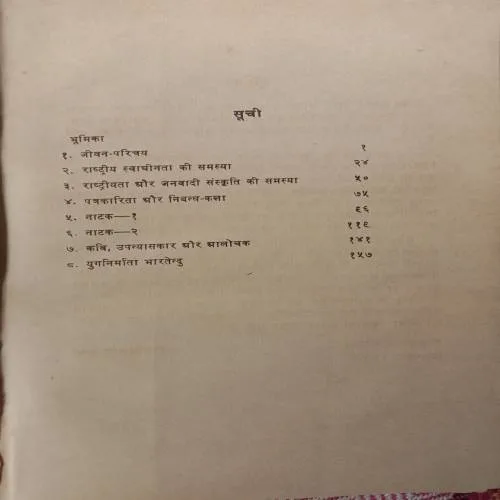 सूची
भूमिका
१. जीवन-परिचय १
२. राष्ट्रीय स्वाधीनता की समस्या २४
३. राष्ट्रीयता और जनवादी संस्कृति की समस्या ५०
४. पत्रकारिता और निबन्ध-कला ७५
५. नाटक—१ ९६
६. नाटक—२ ११९
७. कवि, उपन्यासकार और आलोचक १४१
८. युगनिर्माता भारतेन्दु १५७